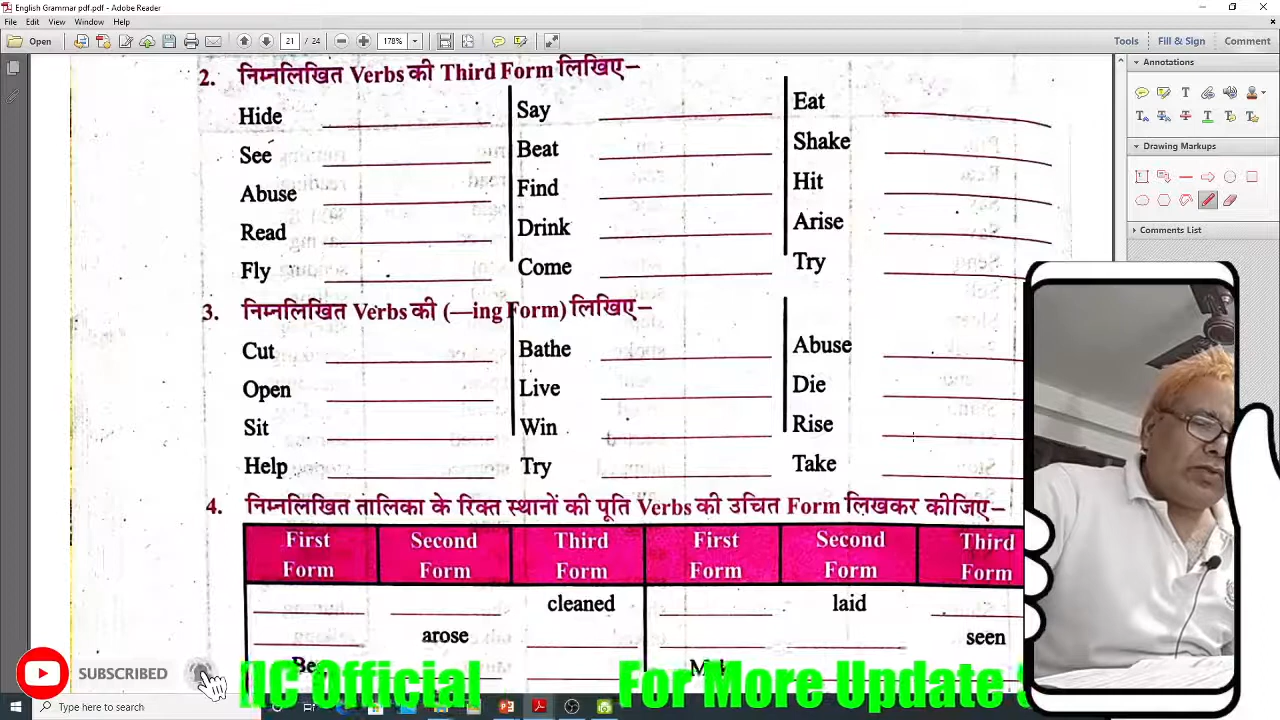 English Grammar pdf.pdf - Adobe Reader
File Edit View Window Help
Open 21 / 24 178% Tools Fill & Sign Comment
Annotations
Drawing Markups
Comments List
2. निम्नलिखित Verbs की Third Form लिखिए–
Hide Say Eat
See Beat Shake
Abuse Find Hit
Read Drink Arise
Fly Come Try
3. निम्नलिखित Verbs की (—ing Form) लिखिए–
Cut Bathe Abuse
Open Live Die
Sit Win Rise
Help Try Take
4. निम्नलिखित तालिका के रिक्त स्थानों की पूर्ति Verbs की उचित Form लिखकर कीजिए–
First Form Second Form Third Form First Form Second Form Third Form
cleaned laid
arose seen
SUBSCRIBED
IC Official For More Update
Type here to search